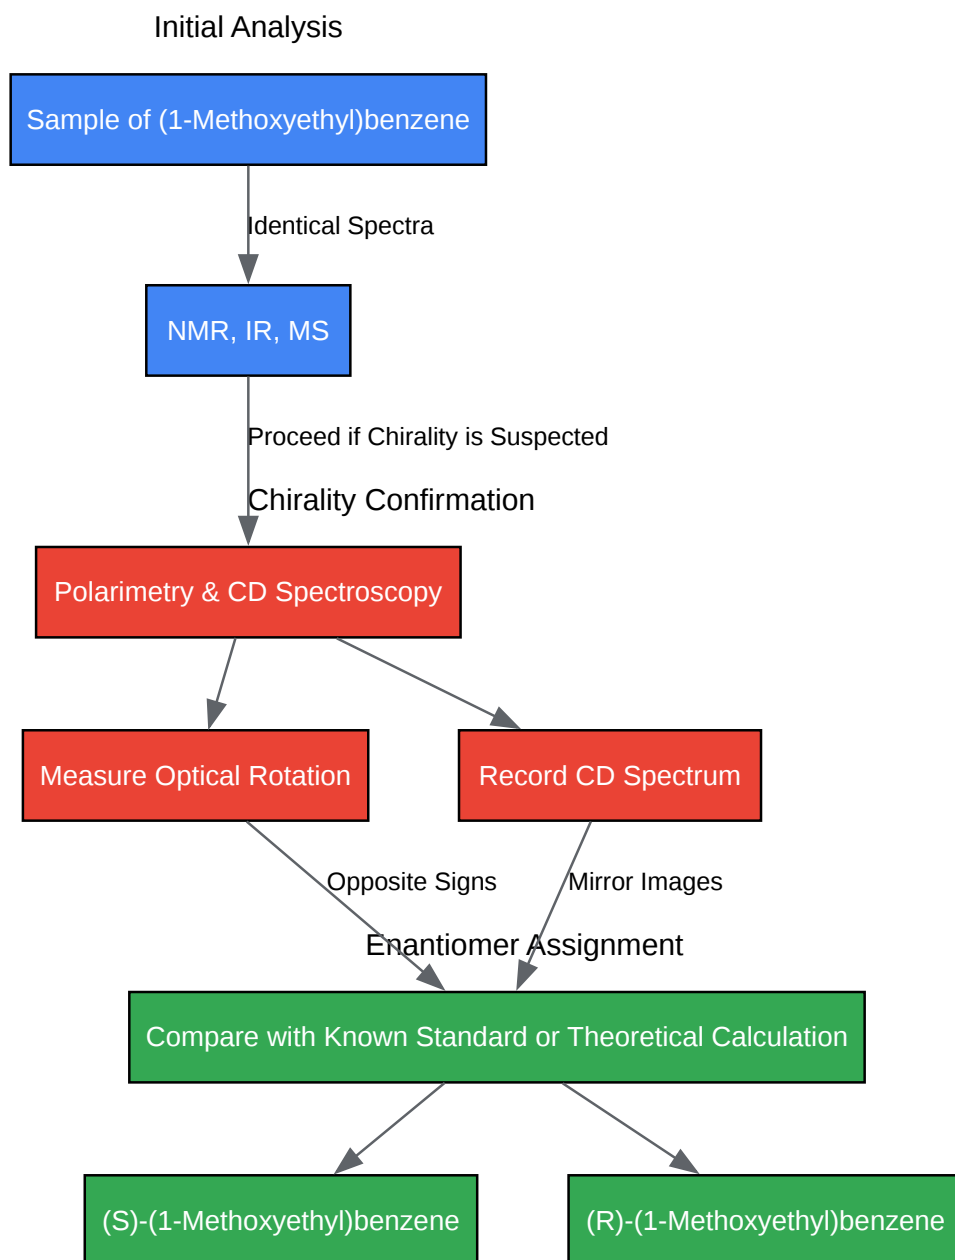 Initial Analysis
Sample of (1-Methoxyethyl)benzene
Identical Spectra
NMR, IR, MS
Proceed if Chirality is Suspected
Chirality Confirmation
Polarimetry & CD Spectroscopy
Measure Optical Rotation
Record CD Spectrum
Opposite Signs
Mirror Images
Enantiomer Assignment
Compare with Known Standard or Theoretical Calculation
(S)-(1-Methoxyethyl)benzene
(R)-(1-Methoxyethyl)benzene